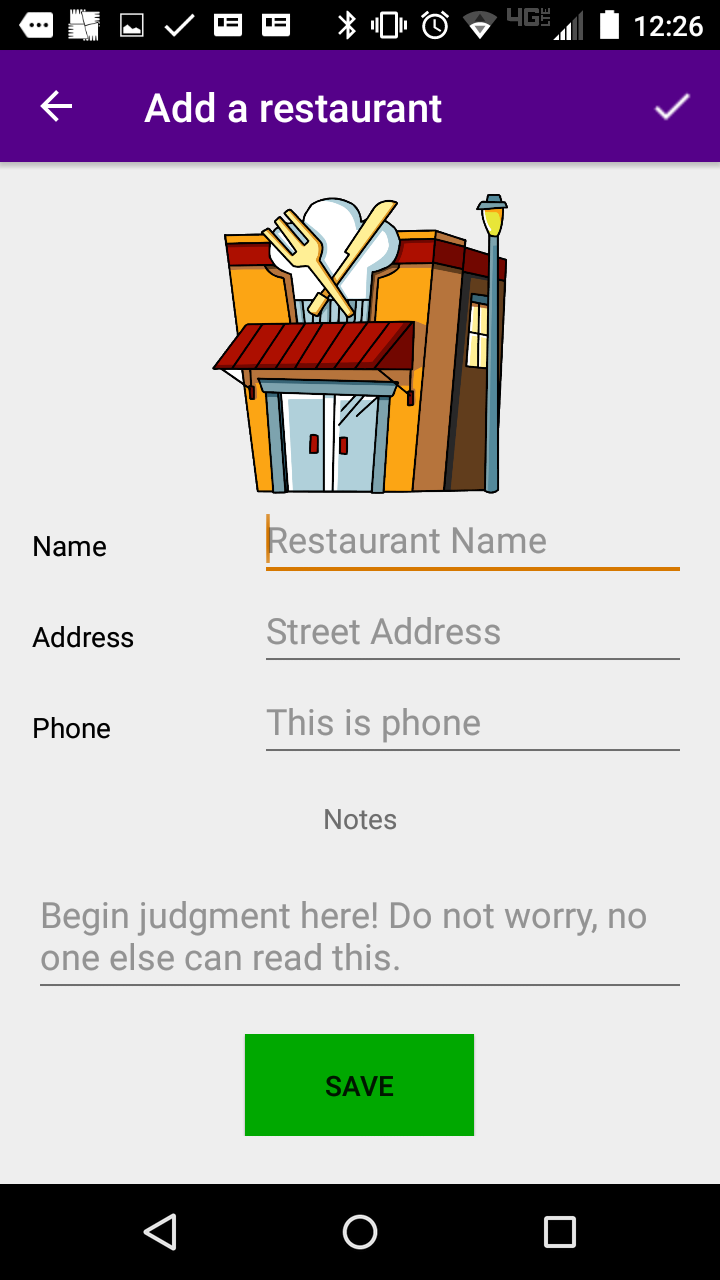 4G LTE 12:26
Add a restaurant
Name Restaurant Name
Address Street Address
Phone This is phone
Notes
Begin judgment here! Do not worry, no
one else can read this.
SAVE